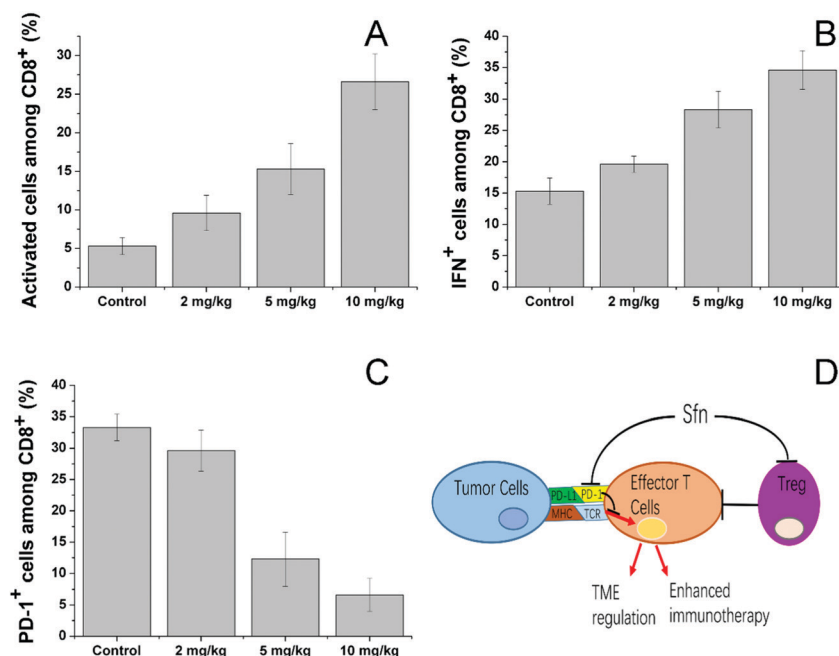 A
Activated cells among CD8⁺ (%)
30
25
20
15
10
5
0
Control 2 mg/kg 5 mg/kg 10 mg/kg
B
IFN⁺ cells among CD8⁺ (%)
40
35
30
25
20
15
10
5
0
Control 2 mg/kg 5 mg/kg 10 mg/kg
C
PD-1⁺ cells among CD8⁺ (%)
40
35
30
25
20
15
10
5
0
Control 2 mg/kg 5 mg/kg 10 mg/kg
D
Sfn
Tumor Cells
PD-L1 PD-1
MHC TCR
Effector T
Cells
Treg
TME
regulation
Enhanced
immunotherapy